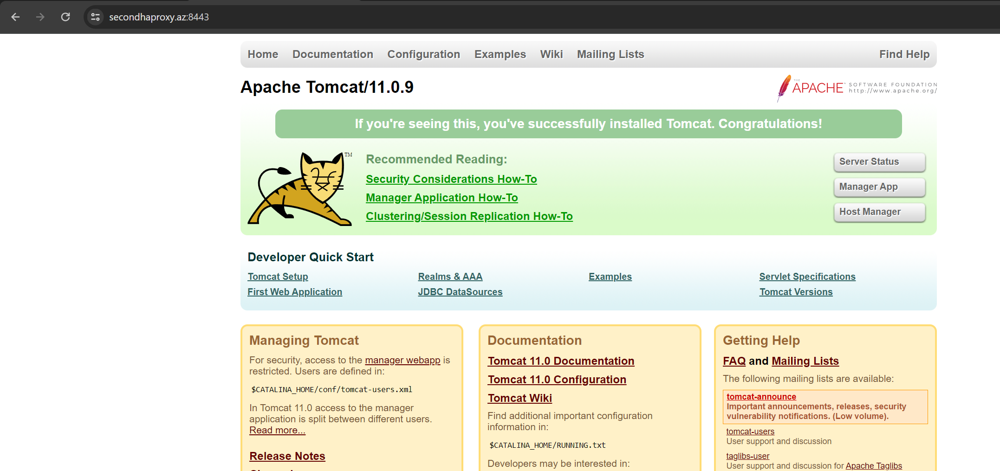 secondhaproxy.az:8443
Home Documentation Configuration Examples Wiki Mailing Lists Find Help
Apache Tomcat/11.0.9
THE APACHE SOFTWARE FOUNDATION
http://www.apache.org/
If you're seeing this, you've successfully installed Tomcat. Congratulations!
TM
Recommended Reading:
Security Considerations How-To
Manager Application How-To
Clustering/Session Replication How-To
Server Status
Manager App
Host Manager
Developer Quick Start
Tomcat Setup
First Web Application
Realms & AAA
JDBC DataSources
Examples
Servlet Specifications
Tomcat Versions
Managing Tomcat
For security, access to the manager webapp is
restricted. Users are defined in:
$CATALINA_HOME/conf/tomcat-users.xml
In Tomcat 11.0 access to the manager
application is split between different users.
Read more...
Release Notes
Documentation
Tomcat 11.0 Documentation
Tomcat 11.0 Configuration
Tomcat Wiki
Find additional important configuration
information in:
$CATALINA_HOME/RUNNING.txt
Developers may be interested in:
Getting Help
FAQ and Mailing Lists
The following mailing lists are available:
tomcat-announce
Important announcements, releases, security
vulnerability notifications. (Low volume).
tomcat-users
User support and discussion
taglibs-user
User support and discussion for Apache Taglibs